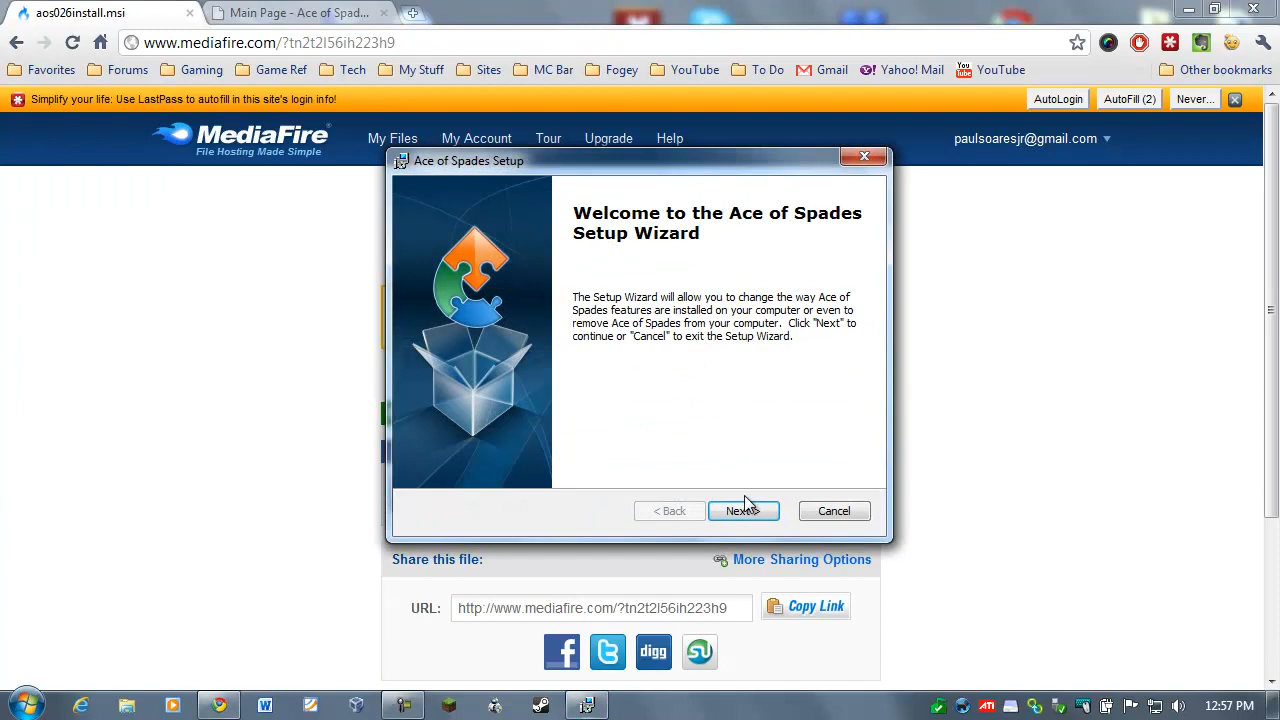 aos026install.msi
Main Page - Ace of Spad...
www.mediafire.com/?tn2t2l56ih223h9
Favorites Forums Gaming Game Ref Tech My Stuff Sites MC Bar Fogey YouTube To Do Gmail Yahoo! Mail YouTube Other bookmarks
Simplify your life: Use LastPass to autofill in this site's login info! AutoLogin AutoFill (2) Never...
MediaFire
File Hosting Made Simple
My Files My Account Tour Upgrade Help paulsoaresjr@gmail.com
Ace of Spades Setup
Welcome to the Ace of Spades
Setup Wizard
The Setup Wizard will allow you to change the way Ace of
Spades features are installed on your computer or even to
remove Ace of Spades from your computer. Click "Next" to
continue or "Cancel" to exit the Setup Wizard.
< Back Next > Cancel
Share this file: More Sharing Options
URL: http://www.mediafire.com/?tn2t2l56ih223h9 Copy Link
digg
ATI 12:57 PM